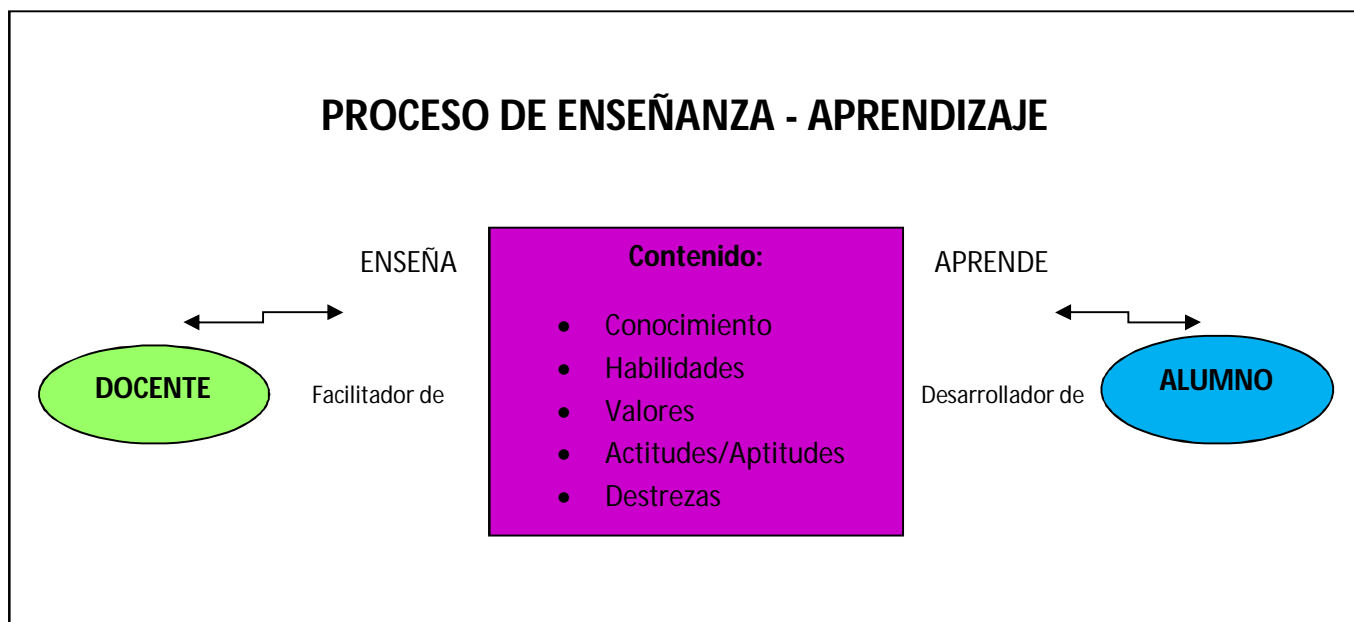 PROCESO DE ENSEÑANZA - APRENDIZAJE
ENSEÑA
Contenido:
APRENDE
• Conocimiento
• Habilidades
• Valores
• Actitudes/Aptitudes
• Destrezas
DOCENTE
Facilitador de
Desarrollador de
ALUMNO